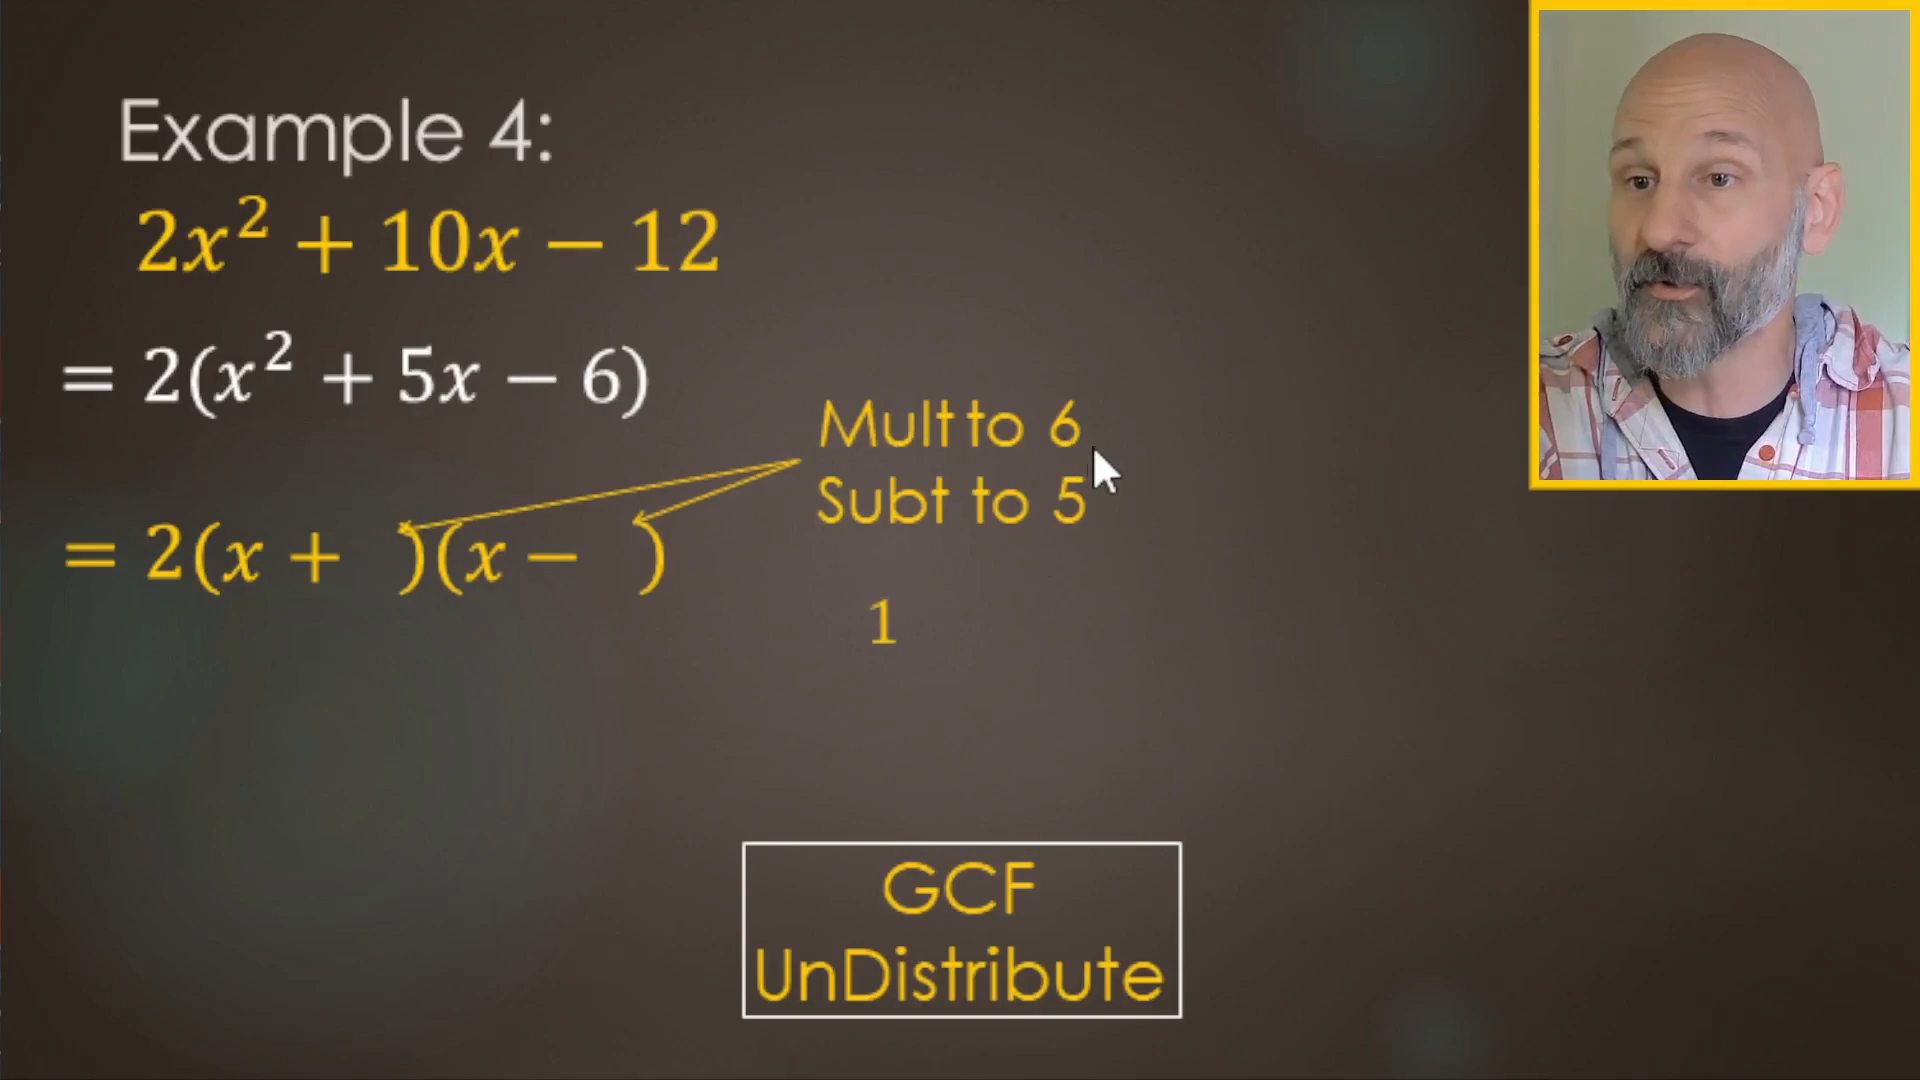 Example 4:
2x² + 10x − 12
= 2(x² + 5x − 6)
Mult to 6
Subt to 5
= 2(x +  )(x −  )
1
GCF
UnDistribute